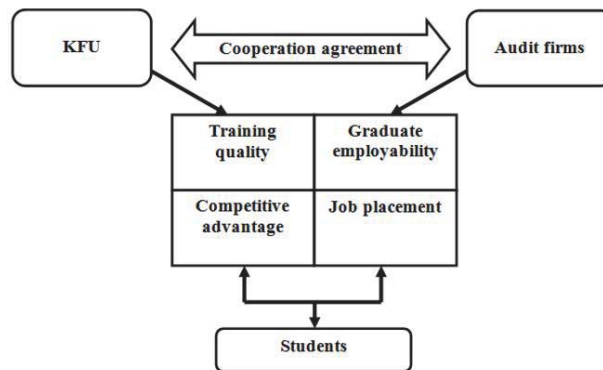 KFU
Cooperation agreement
Audit firms
Training
quality
Graduate
employability
Competitive
advantage
Job placement
Students